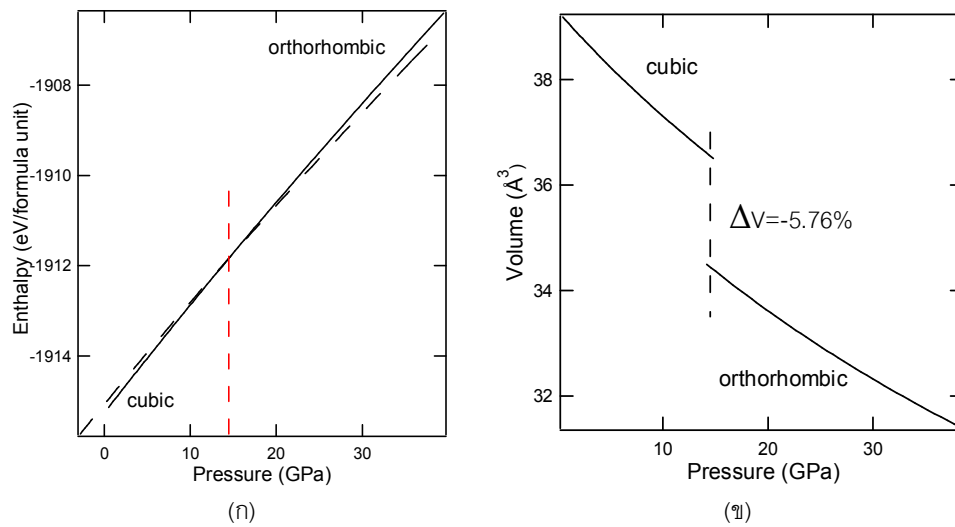 orthorhombic
-1908
-1910
-1912
-1914
Enthalpy (eV/formula unit)
cubic
0 10 20 30
Pressure (GPa)
(ก)
38
36
34
32
Volume (Å³)
cubic
ΔV=-5.76%
orthorhombic
10 20 30
Pressure (GPa)
(ข)